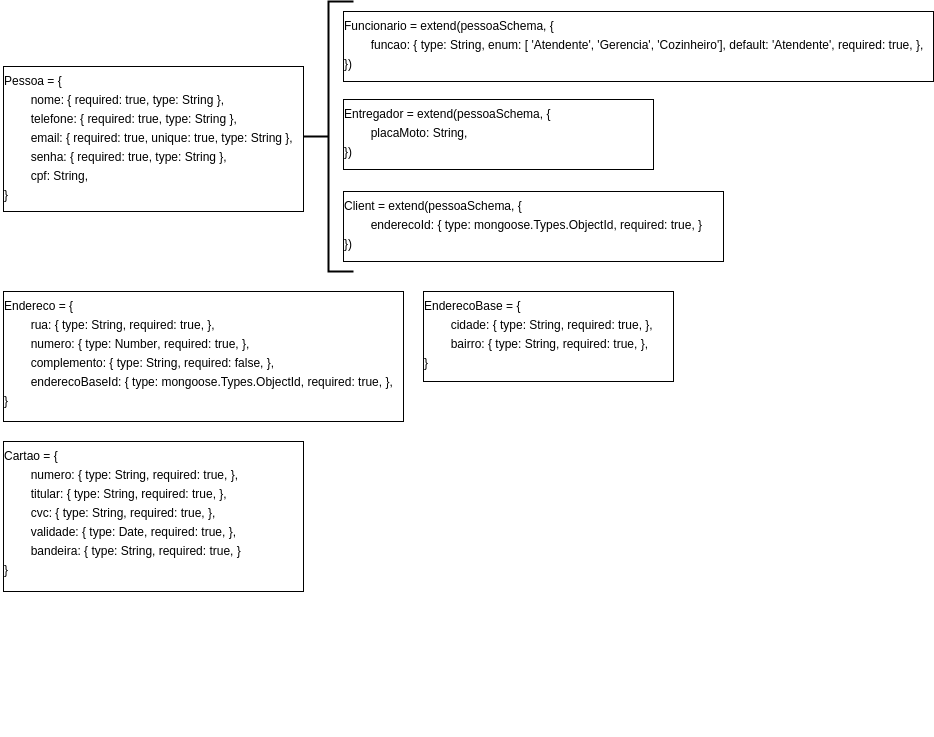 Pessoa = {
nome: { required: true, type: String },
telefone: { required: true, type: String },
email: { required: true, unique: true, type: String },
senha: { required: true, type: String },
cpf: String,
}
Funcionario = extend(pessoaSchema, {
funcao: { type: String, enum: [ 'Atendente', 'Gerencia', 'Cozinheiro'], default: 'Atendente', required: true, },
})
Entregador = extend(pessoaSchema, {
placaMoto: String,
})
Client = extend(pessoaSchema, {
enderecoId: { type: mongoose.Types.ObjectId, required: true, }
})
Endereco = {
rua: { type: String, required: true, },
numero: { type: Number, required: true, },
complemento: { type: String, required: false, },
enderecoBaseId: { type: mongoose.Types.ObjectId, required: true, },
}
EnderecoBase = {
cidade: { type: String, required: true, },
bairro: { type: String, required: true, },
}
Cartao = {
numero: { type: String, required: true, },
titular: { type: String, required: true, },
cvc: { type: String, required: true, },
validade: { type: Date, required: true, },
bandeira: { type: String, required: true, }
}